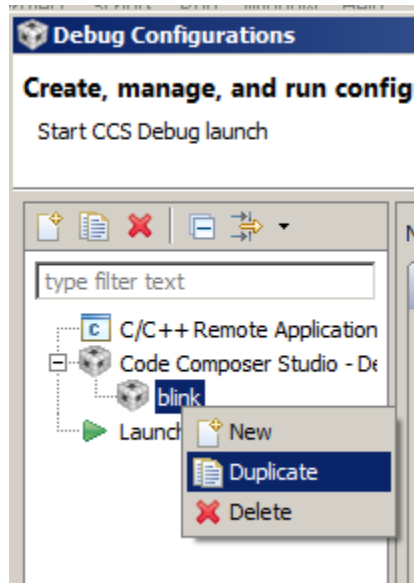 Debug Configurations
Create, manage, and run config
Start CCS Debug launch
type filter text
C/C++ Remote Application
Code Composer Studio - De
blink
Launch
New
Duplicate
Delete